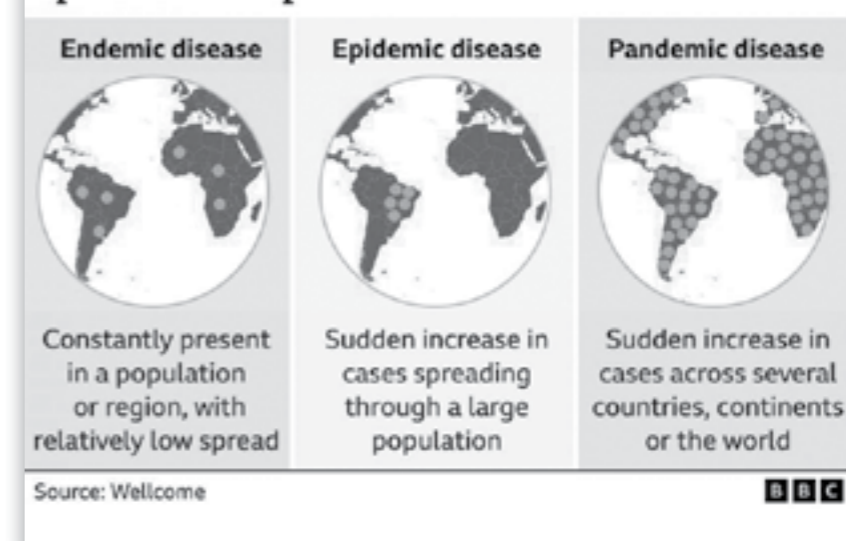 Endemic disease
Constantly present
in a population
or region, with
relatively low spread
Epidemic disease
Sudden increase in
cases spreading
through a large
population
Pandemic disease
Sudden increase in
cases across several
countries, continents
or the world
Source: Wellcome
BBC